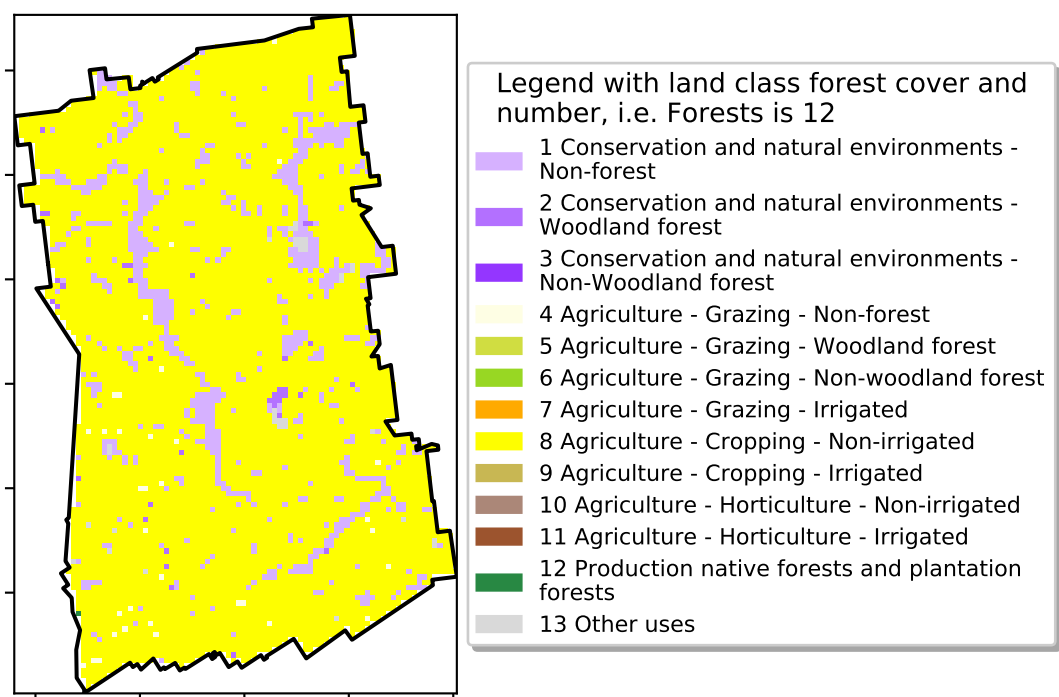 Legend with land class forest cover and
number, i.e. Forests is 12
1 Conservation and natural environments -
Non-forest
2 Conservation and natural environments -
Woodland forest
3 Conservation and natural environments -
Non-Woodland forest
4 Agriculture - Grazing - Non-forest
5 Agriculture - Grazing - Woodland forest
6 Agriculture - Grazing - Non-woodland forest
7 Agriculture - Grazing - Irrigated
8 Agriculture - Cropping - Non-irrigated
9 Agriculture - Cropping - Irrigated
10 Agriculture - Horticulture - Non-irrigated
11 Agriculture - Horticulture - Irrigated
12 Production native forests and plantation
forests
13 Other uses